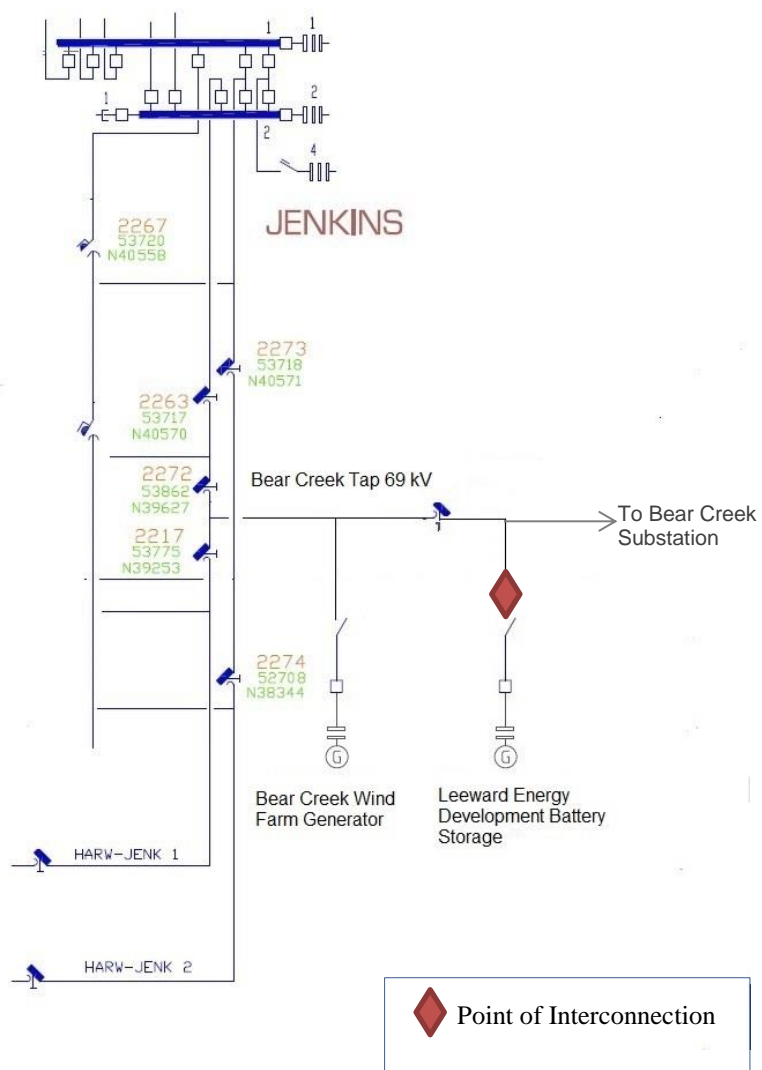 1
1
1
2
2
4
JENKINS
2267
53720
N40558
2273
53718
N40571
2263
53717
N40570
2272
53862
N39627
Bear Creek Tap 69 kV
To Bear Creek
Substation
2217
53775
N39253
2274
52708
N38344
G
G
Bear Creek Wind
Farm Generator
Leeward Energy
Development Battery
Storage
HARW-JENK 1
HARW-JENK 2
Point of Interconnection